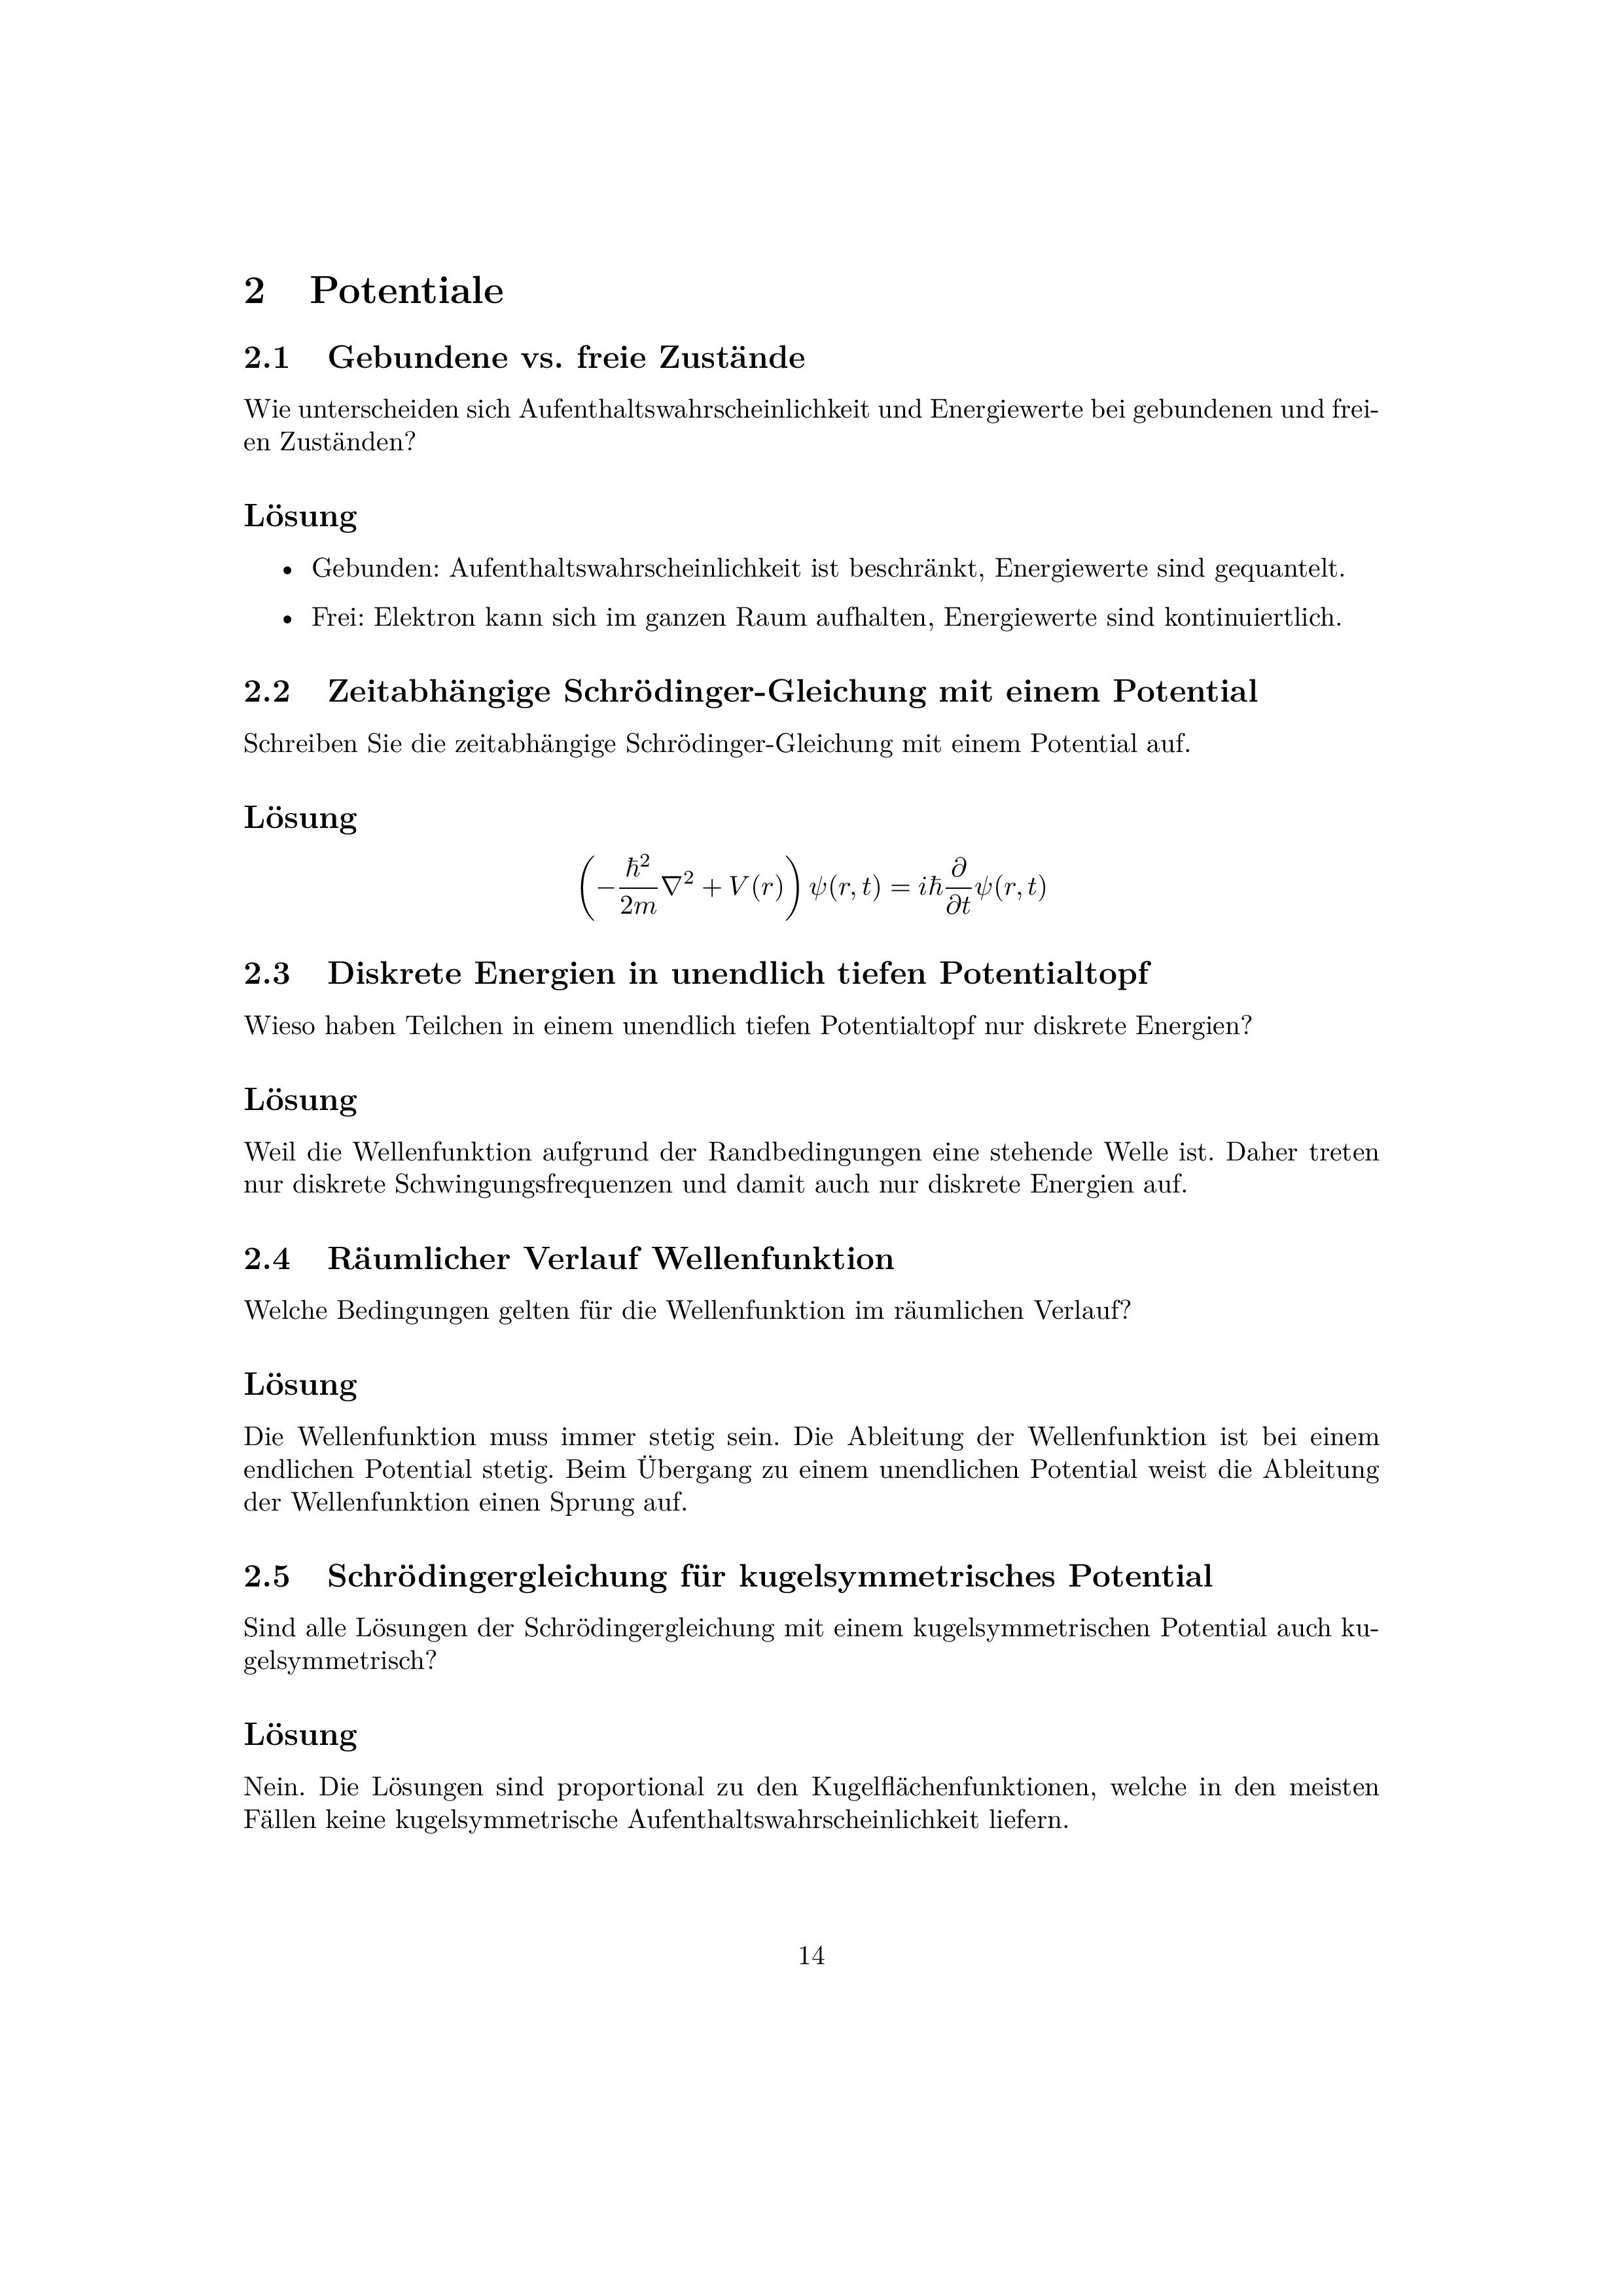 2 Potentiale
2.1 Gebundene vs. freie Zustände
Wie unterscheiden sich Aufenthaltswahrscheinlichkeit und Energiewerte bei gebundenen und frei-
en Zuständen?
Lösung
• Gebunden: Aufenthaltswahrscheinlichkeit ist beschränkt, Energiewerte sind gequantelt.
• Frei: Elektron kann sich im ganzen Raum aufhalten, Energiewerte sind kontinuiertlich.
2.2 Zeitabhängige Schrödinger-Gleichung mit einem Potential
Schreiben Sie die zeitabhängige Schrödinger-Gleichung mit einem Potential auf.
Lösung
$\left(-\frac{\hbar^2}{2m}\nabla^2 + V(r)\right)\psi(r,t) = i\hbar\frac{\partial}{\partial t}\psi(r,t)$
2.3 Diskrete Energien in unendlich tiefen Potentialtopf
Wieso haben Teilchen in einem unendlich tiefen Potentialtopf nur diskrete Energien?
Lösung
Weil die Wellenfunktion aufgrund der Randbedingungen eine stehende Welle ist. Daher treten
nur diskrete Schwingungsfrequenzen und damit auch nur diskrete Energien auf.
2.4 Räumlicher Verlauf Wellenfunktion
Welche Bedingungen gelten für die Wellenfunktion im räumlichen Verlauf?
Lösung
Die Wellenfunktion muss immer stetig sein. Die Ableitung der Wellenfunktion ist bei einem
endlichen Potential stetig. Beim Übergang zu einem unendlichen Potential weist die Ableitung
der Wellenfunktion einen Sprung auf.
2.5 Schrödingergleichung für kugelsymmetrisches Potential
Sind alle Lösungen der Schrödingergleichung mit einem kugelsymmetrischen Potential auch ku-
gelsymmetrisch?
Lösung
Nein. Die Lösungen sind proportional zu den Kugelflächenfunktionen, welche in den meisten
Fällen keine kugelsymmetrische Aufenthaltswahrscheinlichkeit liefern.
14